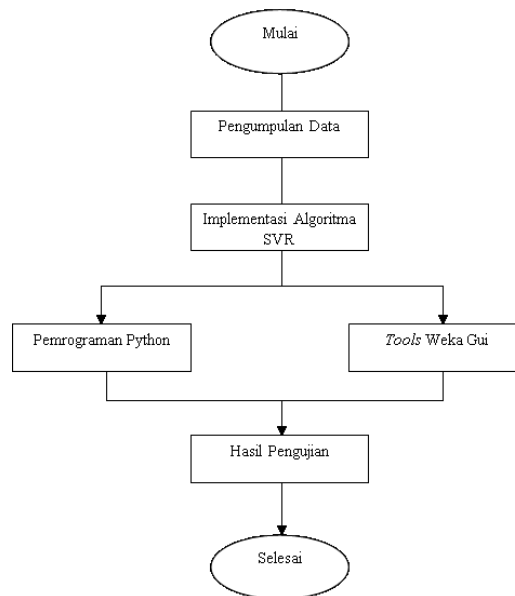 Mulai
Pengumpulan Data
Implementasi Algoritma
SVR
Pemrograman Python
Tools Weka Gui
Hasil Pengujian
Selesai